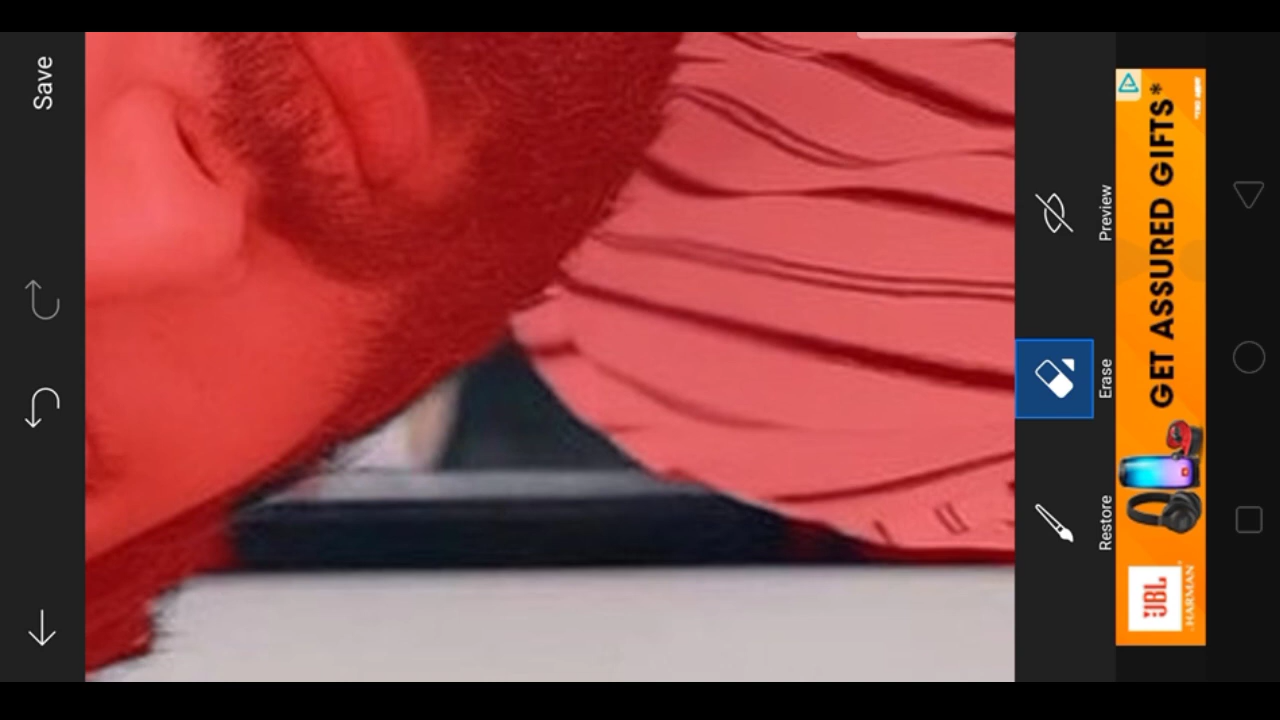 Save
Preview
Erase
Restore
GET ASSURED GIFTS*
JBL
HARMAN